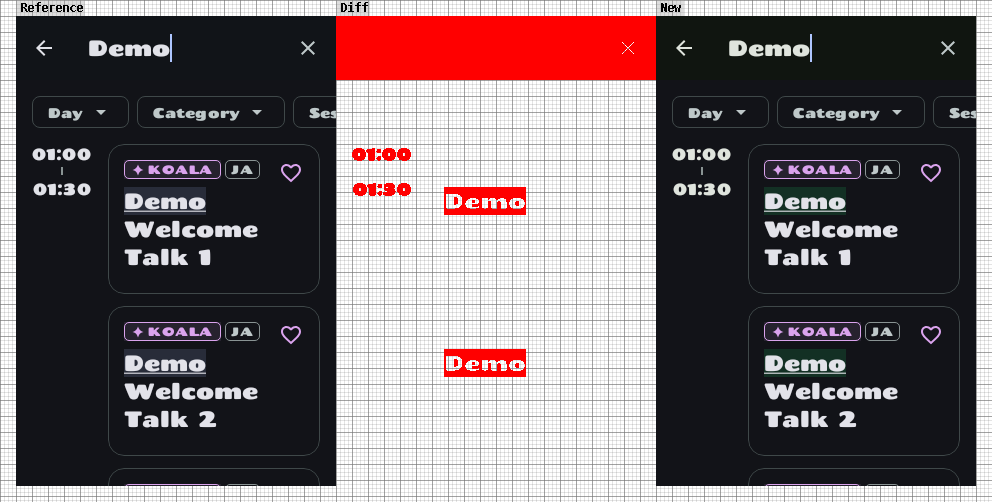 Reference Diff New
Demo Demo
Day Category Ses Day Category Ses
01:00 KOALA JA 01:00 01:00 KOALA JA
01:30 Demo 01:30 Demo 01:30 Demo
Welcome Welcome
Talk 1 Talk 1
KOALA JA KOALA JA
Demo Demo Demo
Welcome Welcome
Talk 2 Talk 2